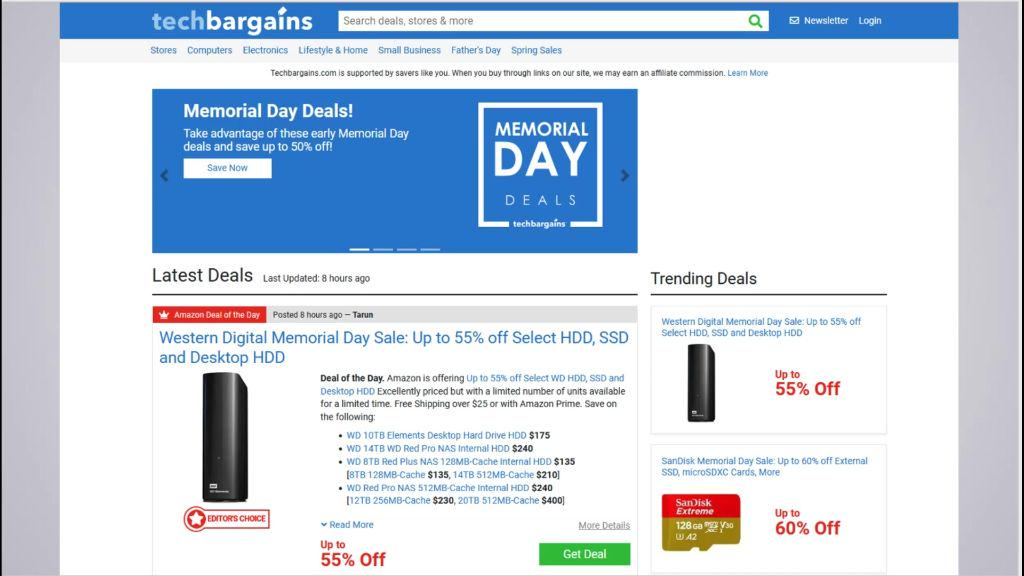 techbargains
Search deals, stores & more
Newsletter
Login
Stores
Computers
Electronics
Lifestyle & Home
Small Business
Father's Day
Spring Sales
Techbargains.com is supported by savers like you. When you buy through links on our site, we may earn an affiliate commission. Learn More
Memorial Day Deals!
Take advantage of these early Memorial Day
deals and save up to 50% off!
Save Now
MEMORIAL
DAY
DEALS
techbargains
Latest Deals
Last Updated: 8 hours ago
Amazon Deal of the Day
Posted 8 hours ago — Tarun
Western Digital Memorial Day Sale: Up to 55% off Select HDD, SSD
and Desktop HDD
Deal of the Day. Amazon is offering Up to 55% off Select WD HDD, SSD and
Desktop HDD Excellently priced but with a limited number of units available
for a limited time. Free Shipping over $25 or with Amazon Prime. Save on
the following:
• WD 10TB Elements Desktop Hard Drive HDD $175
• WD 14TB WD Red Pro NAS Internal HDD $240
• WD 8TB Red Plus NAS 128MB-Cache Internal HDD $135
[8TB 128MB-Cache $135, 14TB 512MB-Cache $210]
• WD Red Pro NAS 512MB-Cache Internal HDD $240
[12TB 256MB-Cache $230, 20TB 512MB-Cache $400]
WD
EDITOR'S CHOICE
Read More
More Details
Up to
55% Off
Get Deal
Trending Deals
Western Digital Memorial Day Sale: Up to 55% off
Select HDD, SSD and Desktop HDD
Up to
55% Off
SanDisk Memorial Day Sale: Up to 60% off External
SSD, microSDXC Cards, More
SanDisk
Extreme
128 GB V30
A2
Up to
60% Off